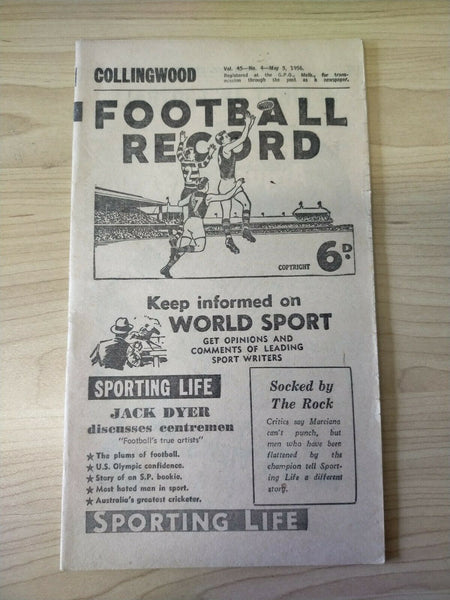 COLLINGWOOD
Vol. 45—No. 4—May 5, 1956.
Registered at the G.P.O., Melb., for trans-
mission through the post as a newspaper.
FOOTBALL
RECORD
2
7
COPYRIGHT
6D.
Keep informed on
WORLD SPORT
GET OPINIONS AND
COMMENTS OF LEADING
SPORT WRITERS
SPORTING LIFE
JACK DYER
discusses centremen
"Football's true artists"
★ The plums of football.
★ U.S. Olympic confidence.
★ Story of an S.P. bookie.
★ Most hated man in sport.
★ Australia's greatest cricketer.
Socked by
The Rock
Critics say Marciano
can't punch, but
men who have been
flattened by the
champion tell Sport-
ing Life a different
story.
SPORTING LIFE